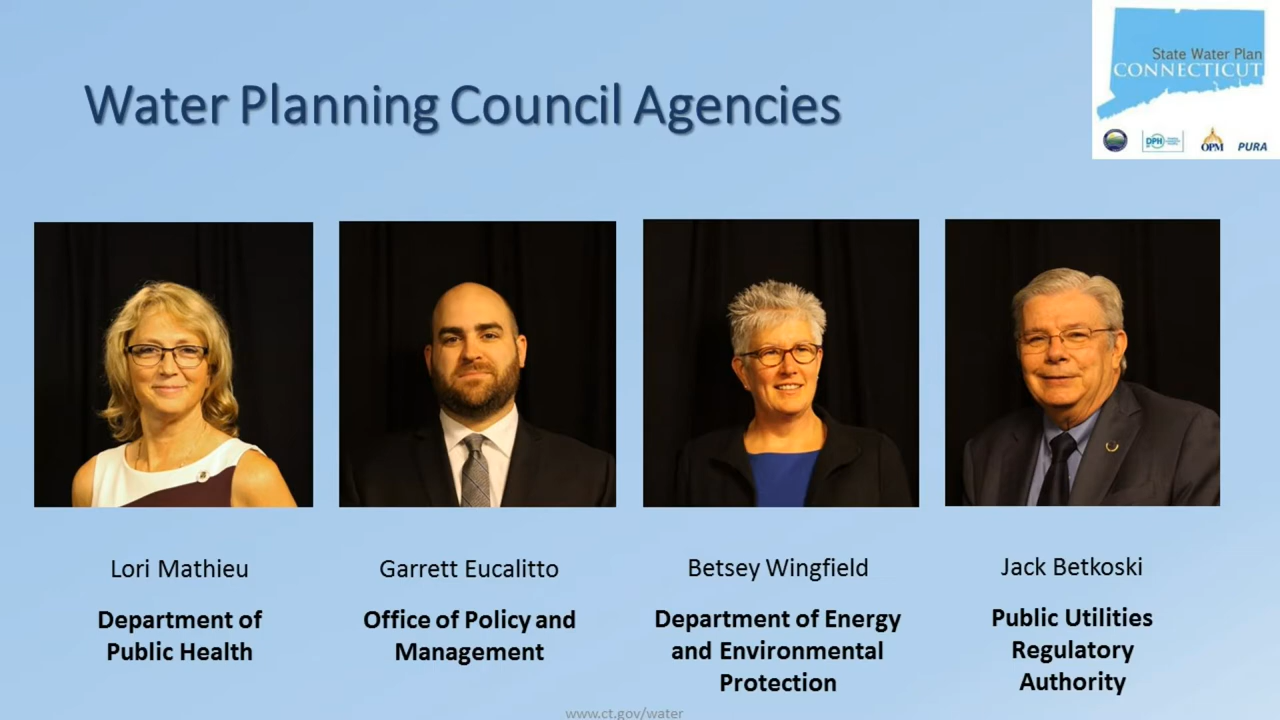 Water Planning Council Agencies
State Water Plan
CONNECTICUT
DPH
OPM
PURA
Lori Mathieu
Garrett Eucalitto
Betsey Wingfield
Jack Betkoski
Department of
Public Health
Office of Policy and
Management
Department of Energy
and Environmental
Protection
Public Utilities
Regulatory
Authority
www.ct.gov/water